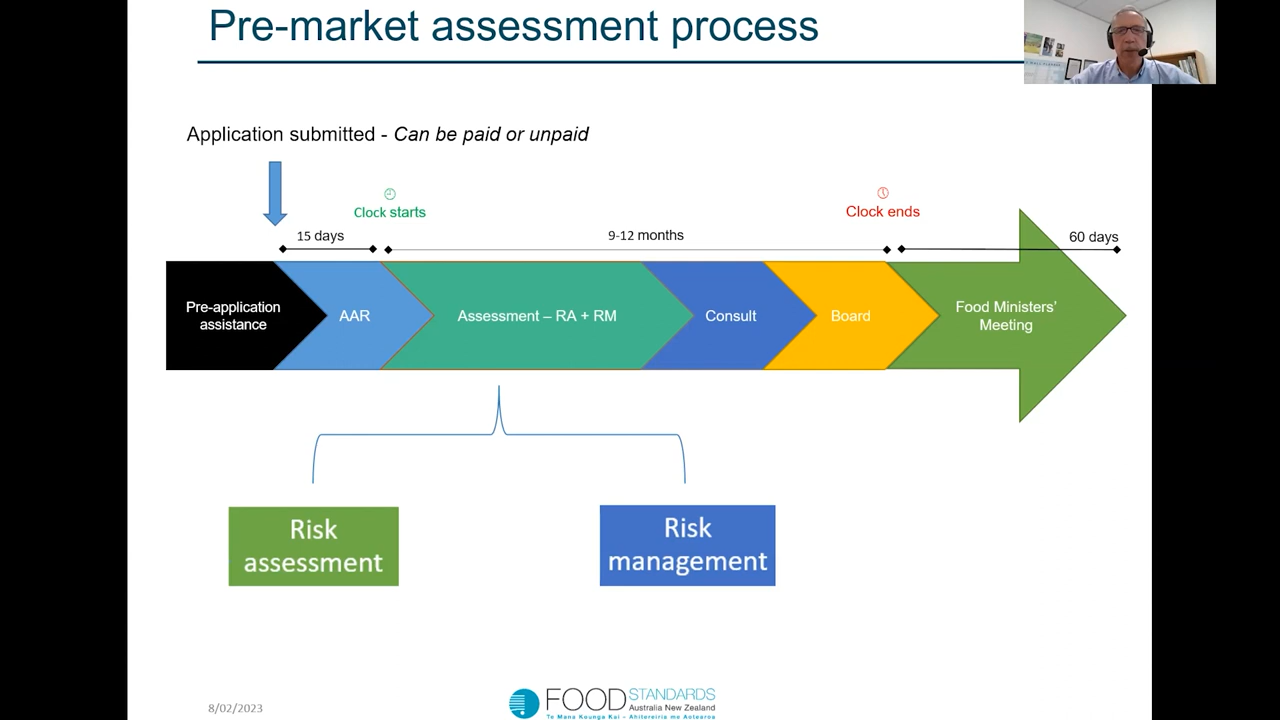 Pre-market assessment process
Application submitted - Can be paid or unpaid
Clock starts
Clock ends
15 days
9-12 months
60 days
Pre-application
assistance
AAR
Assessment – RA + RM
Consult
Board
Food Ministers’
Meeting
Risk
assessment
Risk
management
8/02/2023
FOOD STANDARDS
Australia New Zealand
Te Mana Kounga Kai – Ahitereiria me Aotearoa